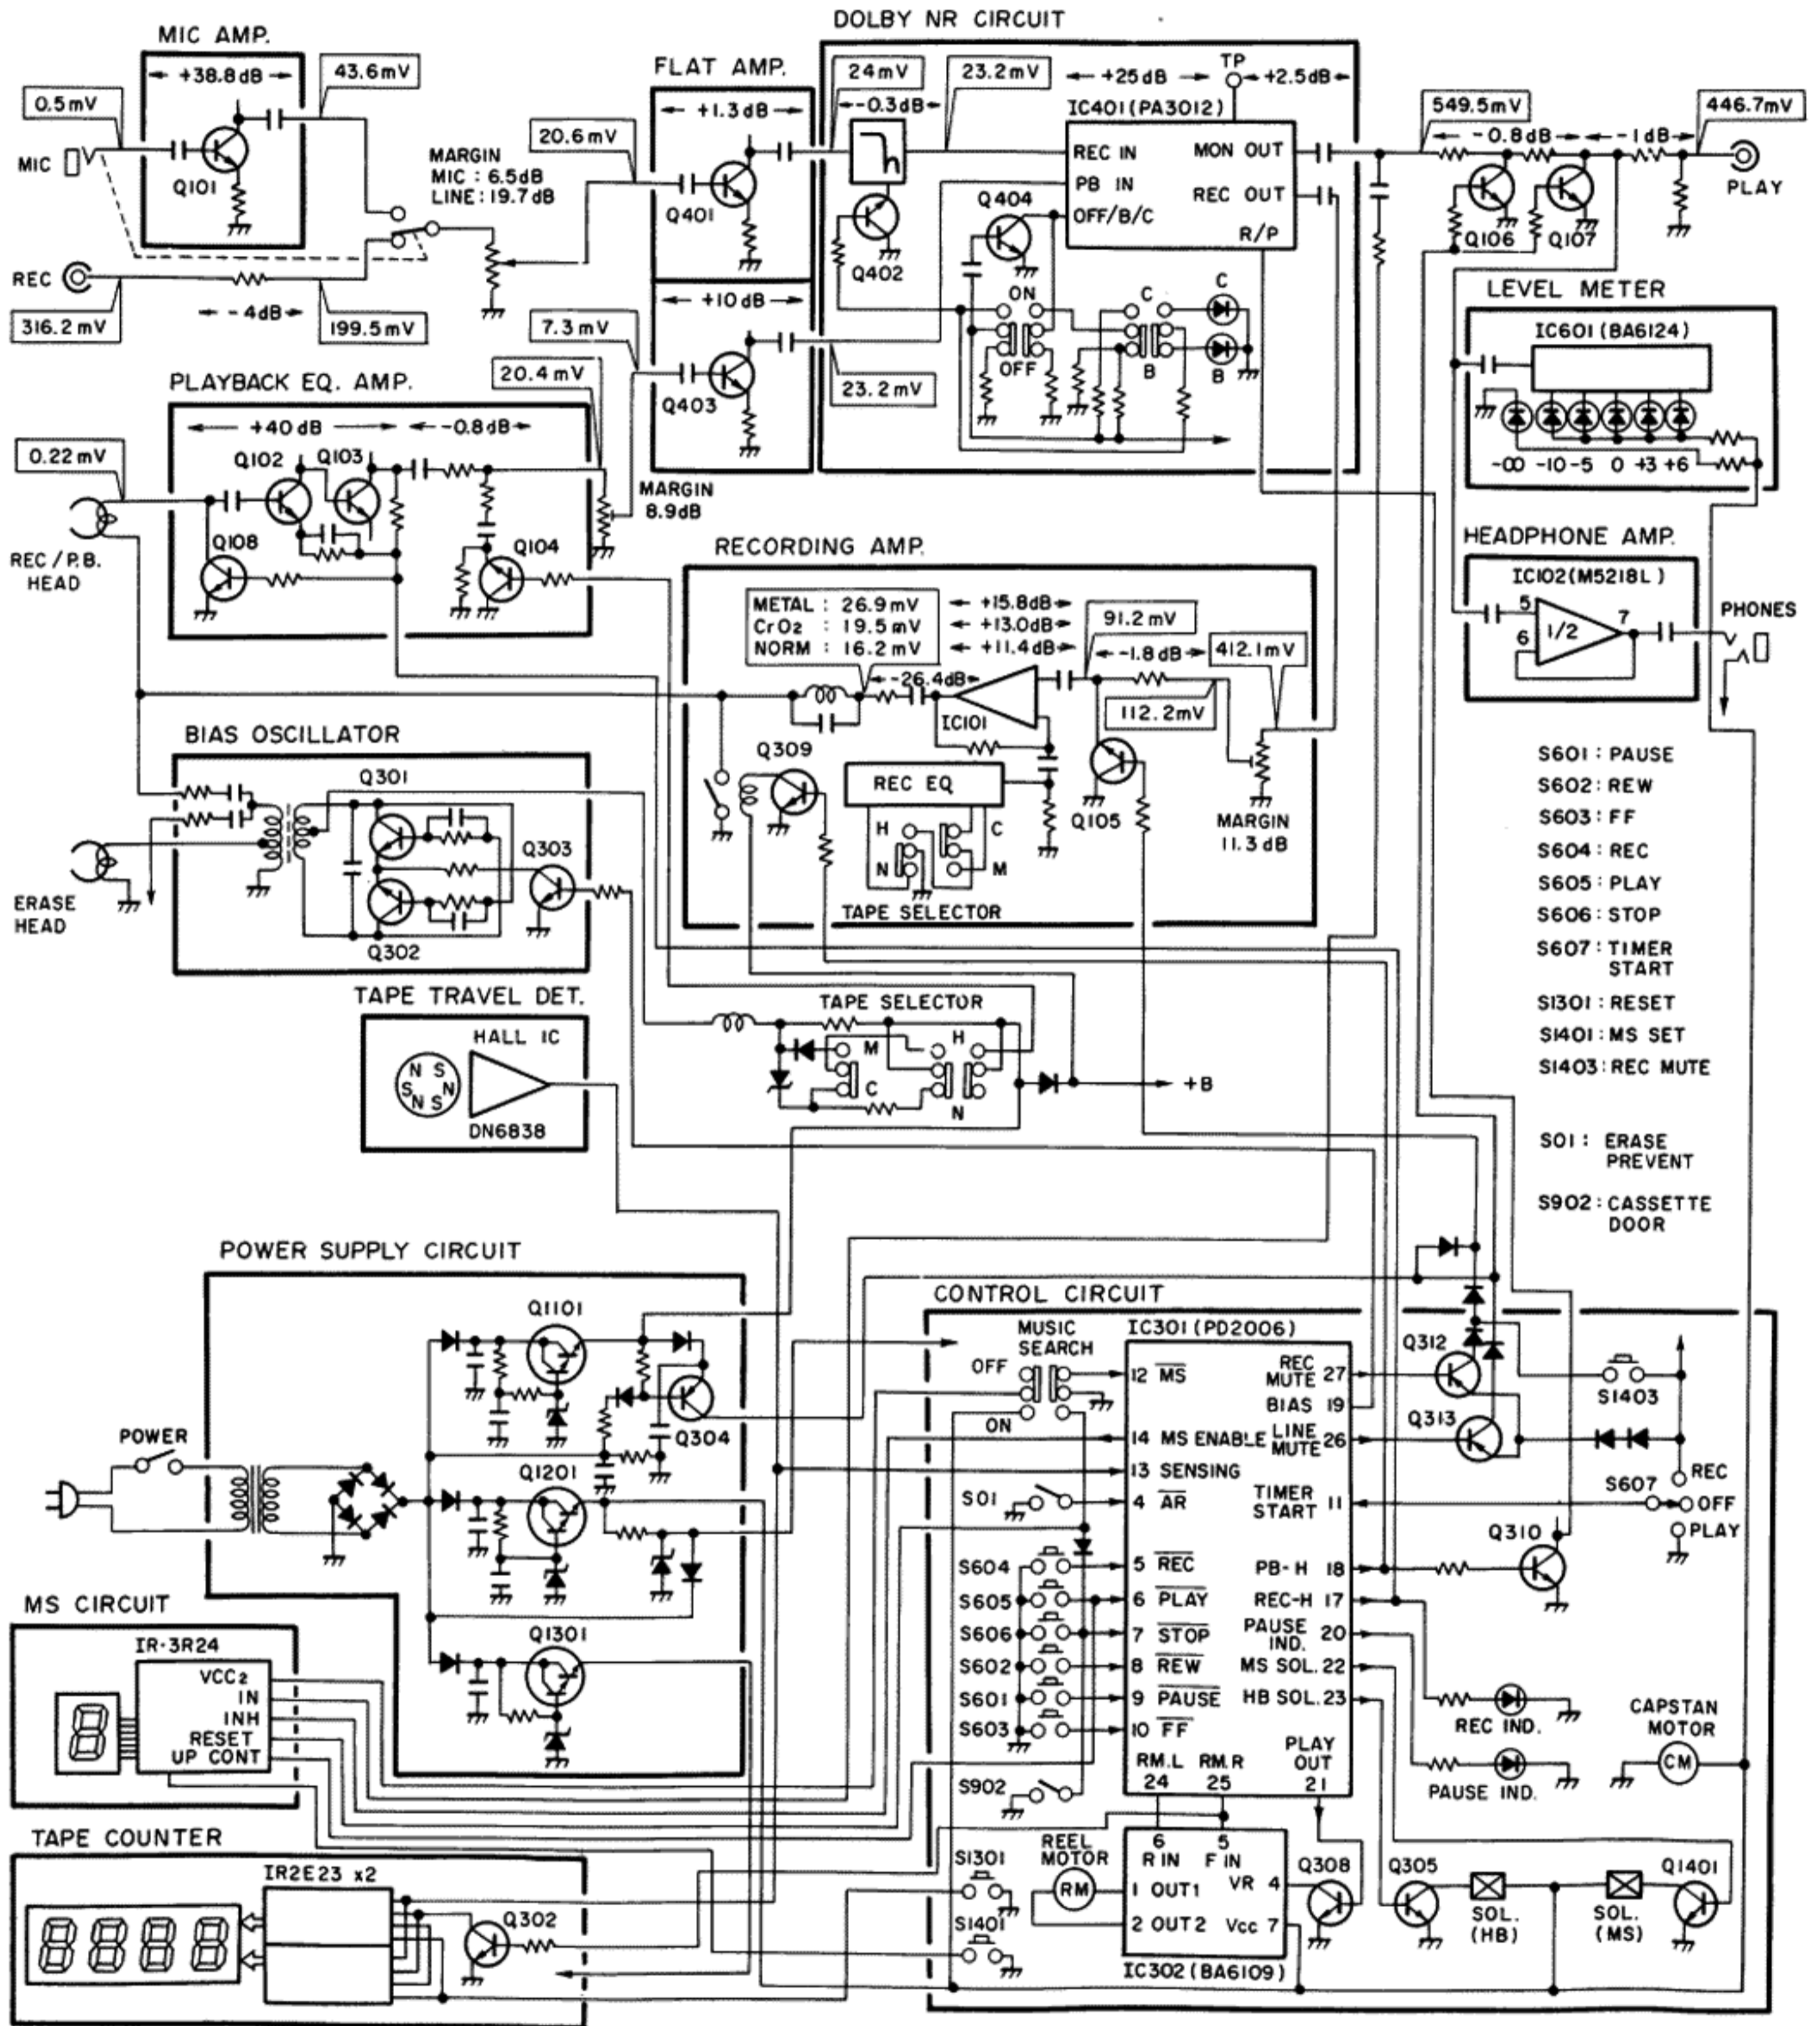 DOLBY NR CIRCUIT
MIC AMP.
+38.8dB
43.6mV
0.5mV
MIC
Q101
MARGIN
MIC : 6.5dB
LINE : 19.7dB
REC
316.2mV
-4dB
199.5mV
FLAT AMP.
+1.3dB
20.6mV
Q401
+10dB
7.3mV
Q403
24mV
-0.3dB
23.2mV
+25dB
TP
+2.5dB
IC401(PA3012)
REC IN
MON OUT
PB IN
REC OUT
OFF/B/C
R/P
Q402
Q404
ON
OFF
C
B
C
B
23.2mV
549.5mV
-0.8dB
-1dB
446.7mV
PLAY
Q106
Q107
LEVEL METER
IC601(BA6124)
-∞ -10 -5 0 +3 +6
PLAYBACK EQ. AMP.
20.4mV
+40dB
-0.8dB
0.22mV
Q102
Q103
Q108
Q104
MARGIN
8.9dB
REC/P.B.
HEAD
RECORDING AMP.
METAL : 26.9mV
+15.8dB
CrO2 : 19.5mV
+13.0dB
NORM : 16.2mV
+11.4dB
91.2mV
-1.8dB
412.1mV
-26.4dB
112.2mV
IC101
Q309
REC EQ
Q105
MARGIN
11.3dB
H
C
N
M
TAPE SELECTOR
HEADPHONE AMP.
IC102(M5218L)
5
7
6
1/2
PHONES
BIAS OSCILLATOR
Q301
Q303
Q302
ERASE
HEAD
S601 : PAUSE
S602 : REW
S603 : FF
S604 : REC
S605 : PLAY
S606 : STOP
S607 : TIMER
START
S1301 : RESET
S1401 : MS SET
S1403 : REC MUTE
S01 : ERASE
PREVENT
S902 : CASSETTE
DOOR
TAPE TRAVEL DET.
HALL IC
N S
S N
N S
DN6838
TAPE SELECTOR
M
H
C
N
+B
POWER SUPPLY CIRCUIT
Q1101
Q304
Q1201
Q1301
POWER
CONTROL CIRCUIT
MUSIC
SEARCH
OFF
ON
IC301(PD2006)
12 MS
REC
MUTE 27
BIAS 19
14 MS ENABLE
LINE
MUTE 26
13 SENSING
4 AR
TIMER
START 11
5 REC
PB-H 18
6 PLAY
REC-H 17
7 STOP
PAUSE
IND. 20
8 REW
MS SOL. 22
9 PAUSE
HB SOL. 23
10 FF
RM.L
24
RM.R
25
PLAY
OUT
21
S01
S604
S605
S606
S602
S601
S603
S902
Q312
Q313
S1403
S607
REC
OFF
PLAY
Q310
REC IND.
PAUSE IND.
CAPSTAN
MOTOR
CM
MS CIRCUIT
IR-3R24
VCC2
IN
INH
RESET
UP CONT
8
TAPE COUNTER
IR2E23 x2
8 8 8 8
Q302
S1301
S1401
REEL
MOTOR
RM
6
R IN
5
F IN
1 OUT1
VR 4
2 OUT2
Vcc 7
IC302(BA6109)
Q308
Q305
SOL.
(HB)
SOL.
(MS)
Q1401